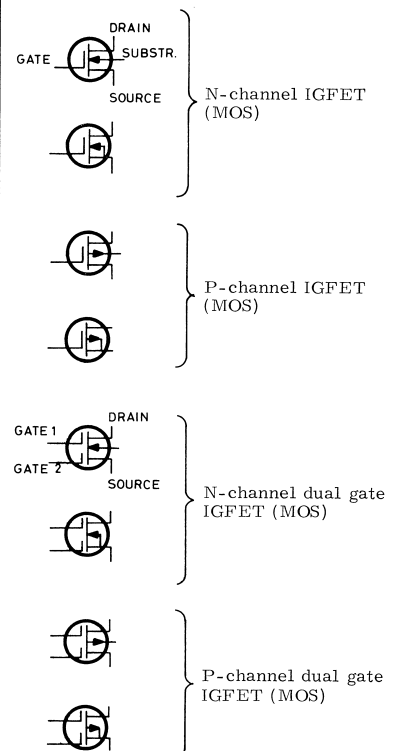 DRAIN
GATE
SUBSTR.
SOURCE
N-channel IGFET
(MOS)
P-channel IGFET
(MOS)
DRAIN
GATE 1
GATE 2
SOURCE
N-channel dual gate
IGFET (MOS)
P-channel dual gate
IGFET (MOS)